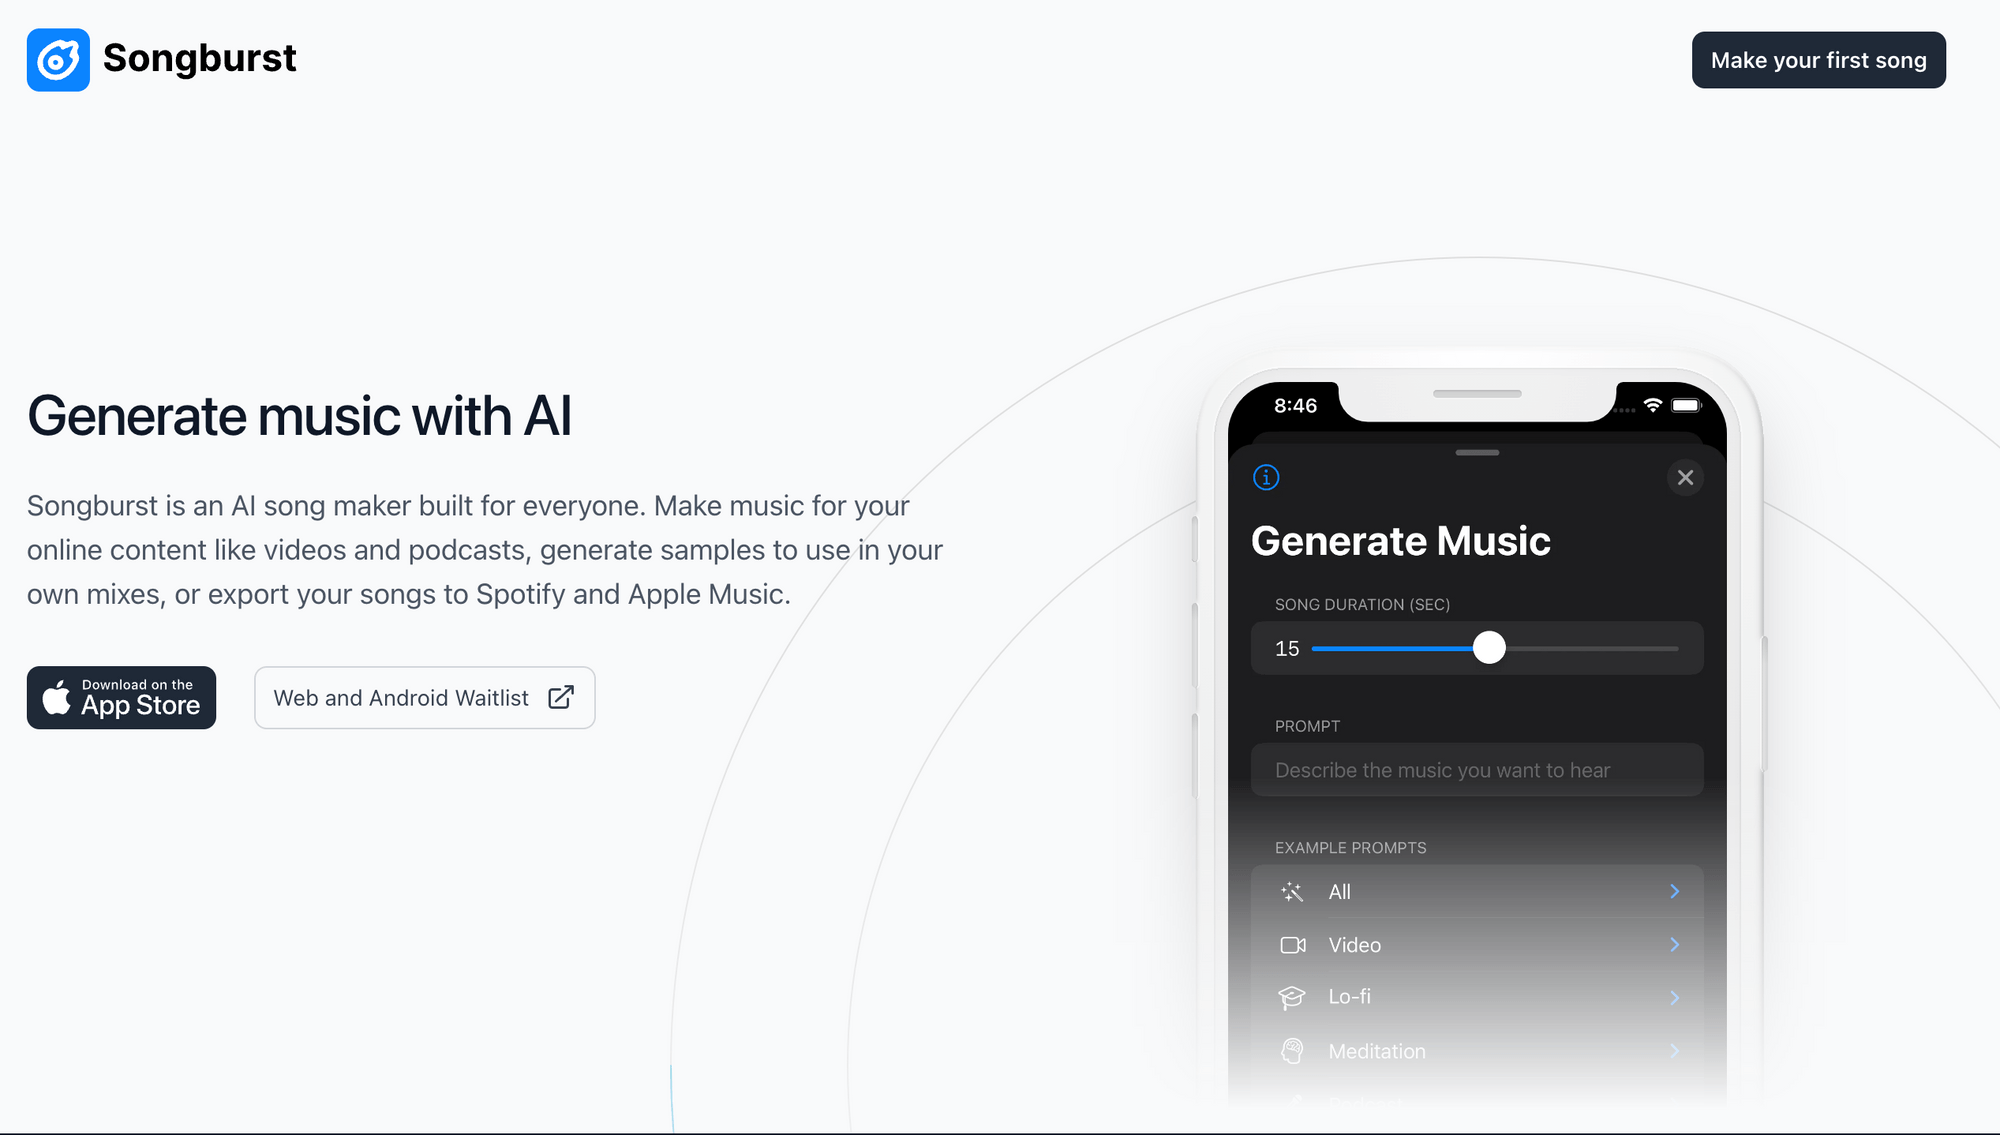 Songburst
Make your first song
Generate music with AI
Songburst is an AI song maker built for everyone. Make music for your
online content like videos and podcasts, generate samples to use in your
own mixes, or export your songs to Spotify and Apple Music.
Download on the
App Store
Web and Android Waitlist
8:46
Generate Music
SONG DURATION (SEC)
15
PROMPT
Describe the music you want to hear
EXAMPLE PROMPTS
All
Video
Lo-fi
Meditation